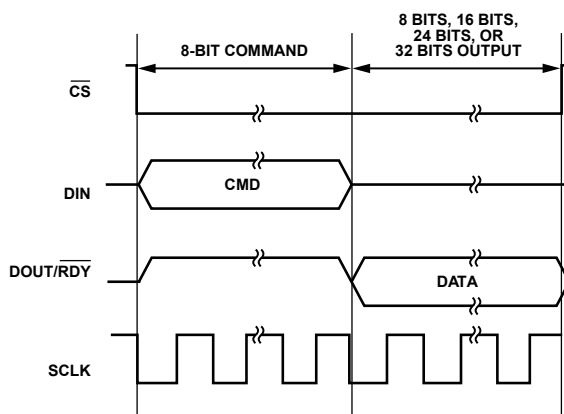 8 BITS, 16 BITS,
24 BITS, OR
32 BITS OUTPUT
8-BIT COMMAND
CS
DIN
CMD
DOUT/RDY
DATA
SCLK